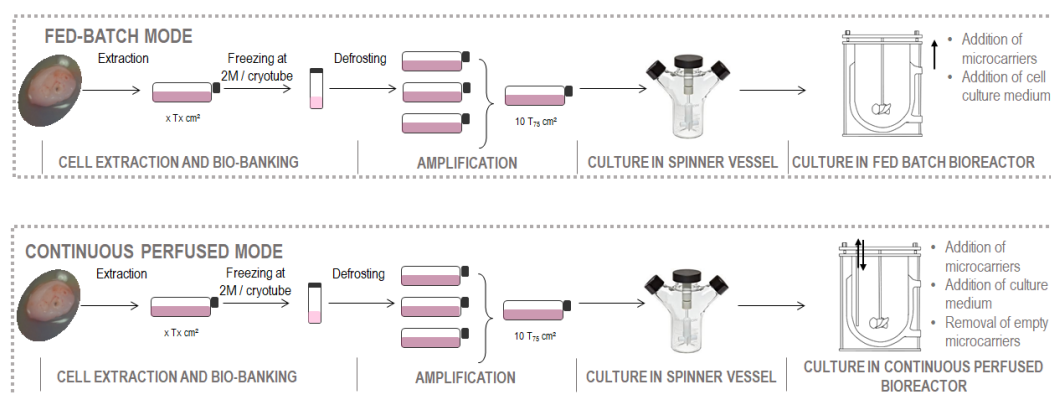 FED-BATCH MODE
Extraction
Freezing at
2M / cryotube
Defrosting
x Tx cm²
10 T75 cm²
• Addition of
microcarriers
• Addition of cell
culture medium
CELL EXTRACTION AND BIO-BANKING
AMPLIFICATION
CULTURE IN SPINNER VESSEL
CULTURE IN FED BATCH BIOREACTOR
CONTINUOUS PERFUSED MODE
Extraction
Freezing at
2M / cryotube
Defrosting
x Tx cm²
10 T75 cm²
• Addition of
microcarriers
• Addition of culture
medium
• Removal of empty
microcarriers
CELL EXTRACTION AND BIO-BANKING
AMPLIFICATION
CULTURE IN SPINNER VESSEL
CULTURE IN CONTINUOUS PERFUSED
BIOREACTOR